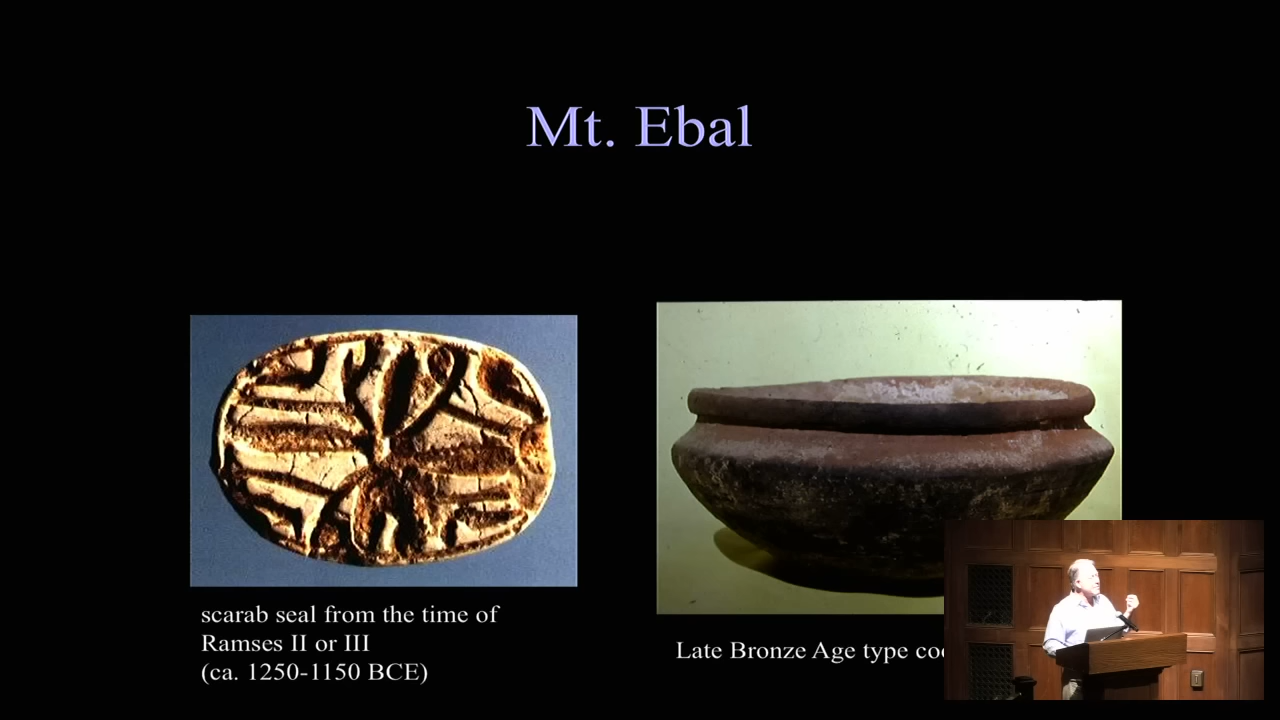 Mt. Ebal
scarab seal from the time of
Ramses II or III
(ca. 1250-1150 BCE)
Late Bronze Age type